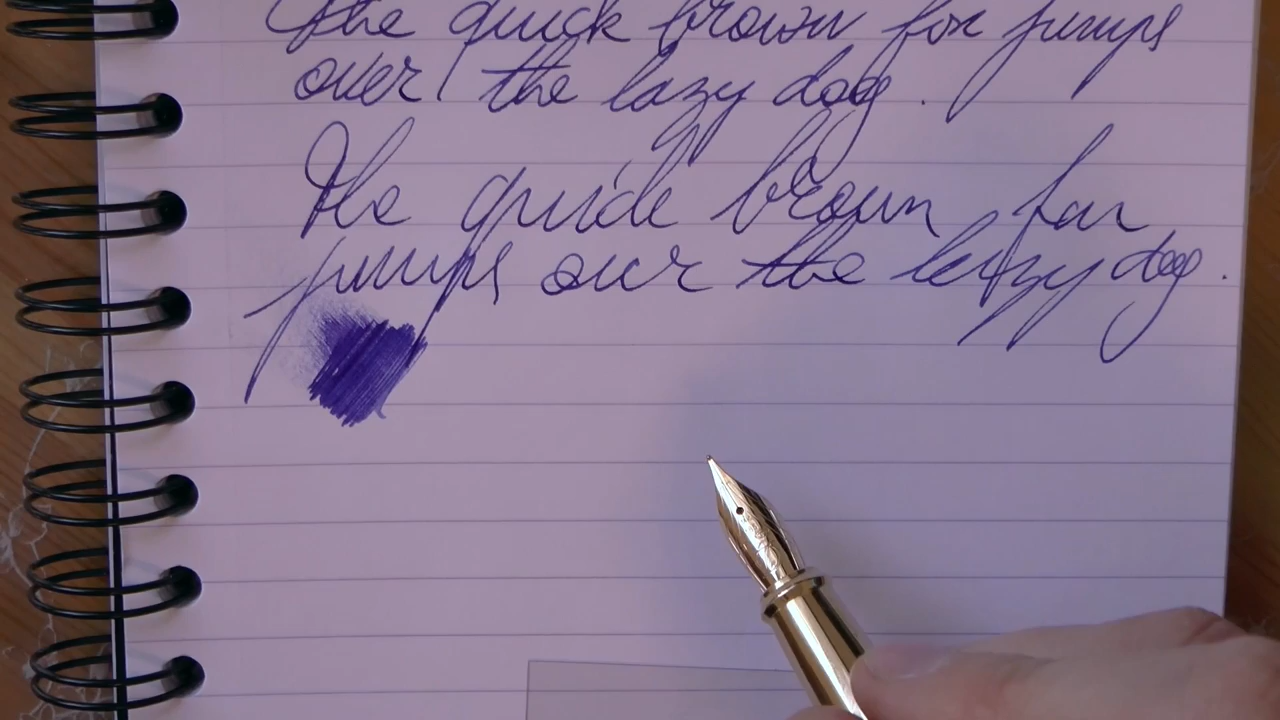 The quick brown fox jumps
over the lazy dog.
The quick brown fox
jumps over the lazy dog.